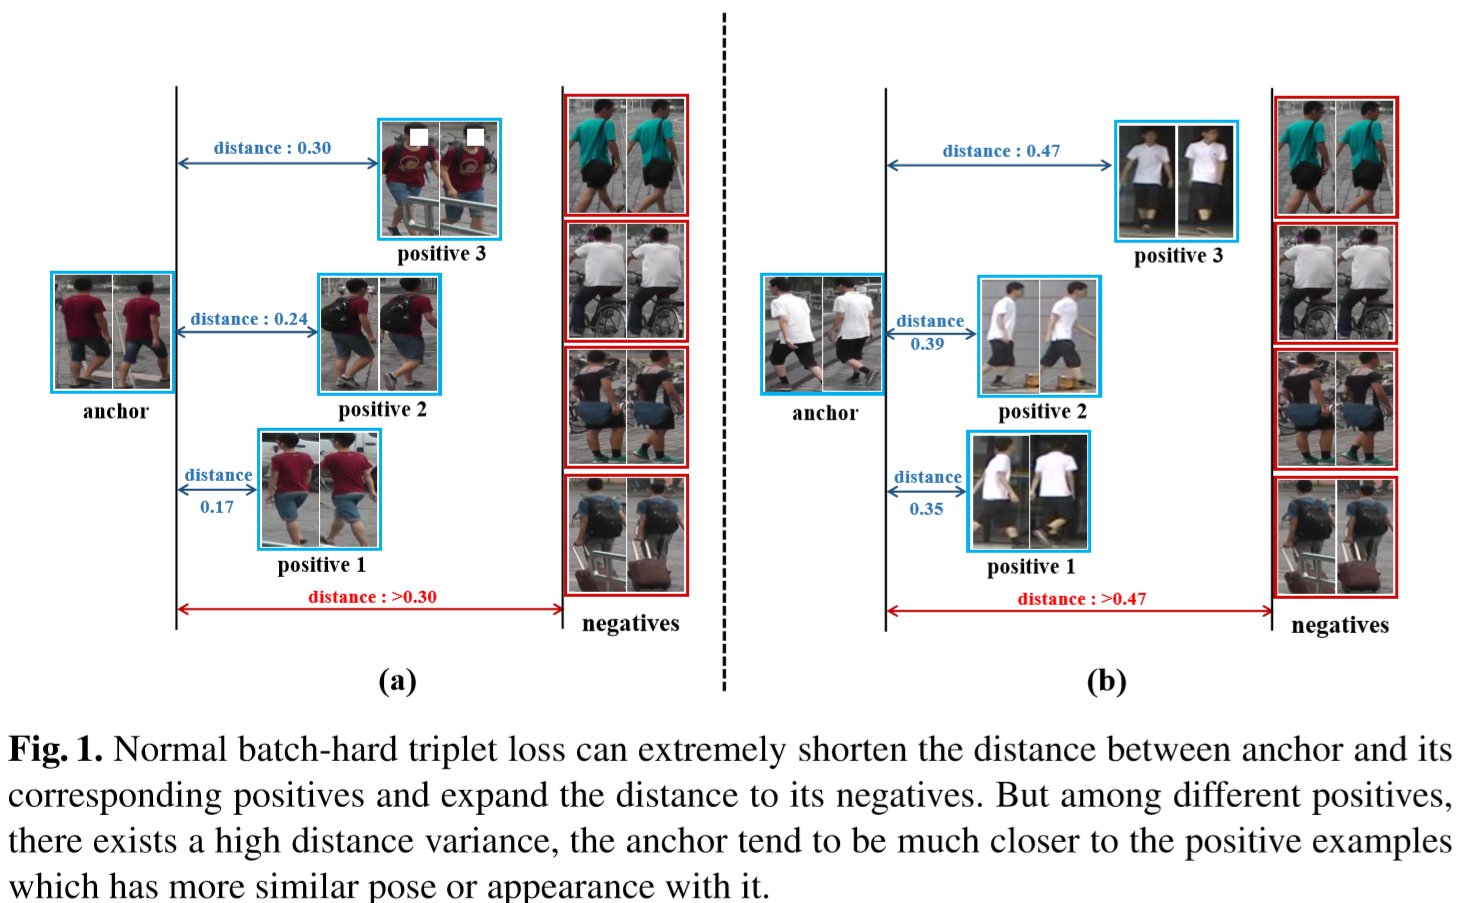 distance : 0.30
positive 3
distance : 0.24
anchor
positive 2
distance
0.17
positive 1
distance : >0.30
negatives
(a)
distance : 0.47
positive 3
distance
0.39
anchor
positive 2
distance
0.35
positive 1
distance : >0.47
negatives
(b)
Fig. 1. Normal batch-hard triplet loss can extremely shorten the distance between anchor and its
corresponding positives and expand the distance to its negatives. But among different positives,
there exists a high distance variance, the anchor tend to be much closer to the positive examples
which has more similar pose or appearance with it.